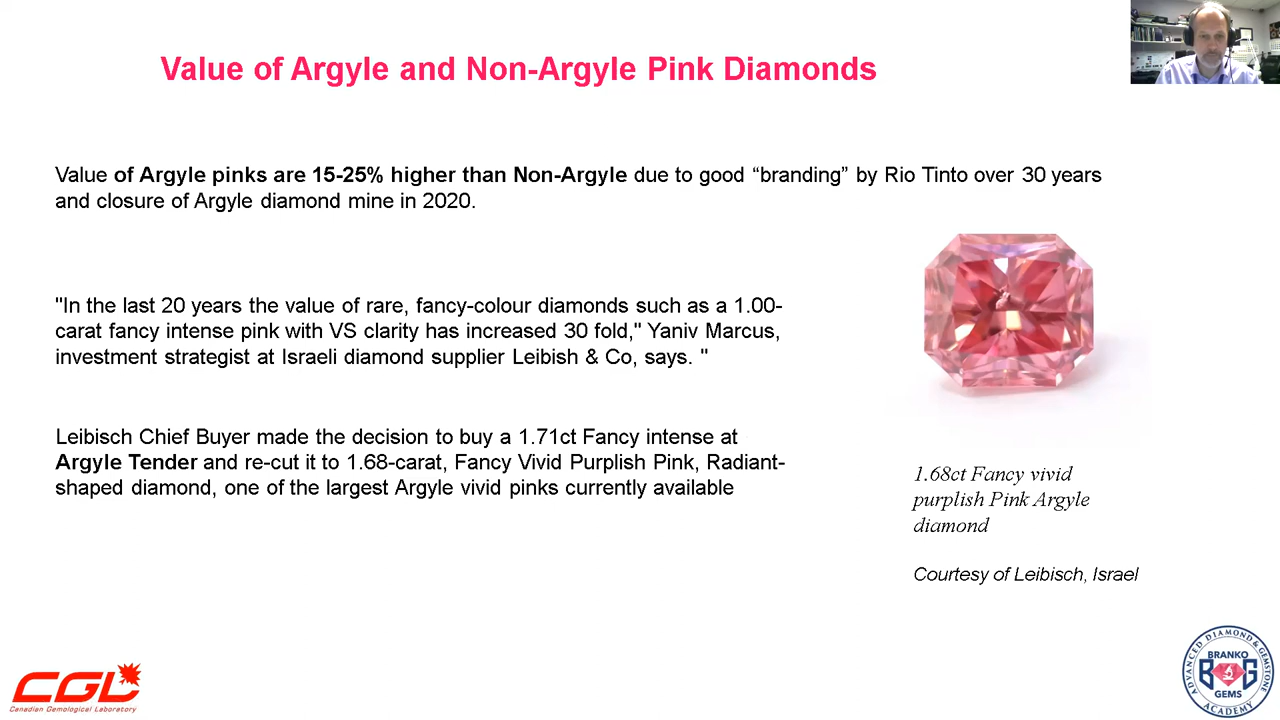 Value of Argyle and Non-Argyle Pink Diamonds
Value of Argyle pinks are 15-25% higher than Non-Argyle due to good “branding” by Rio Tinto over 30 years
and closure of Argyle diamond mine in 2020.
"In the last 20 years the value of rare, fancy-colour diamonds such as a 1.00-
carat fancy intense pink with VS clarity has increased 30 fold," Yaniv Marcus,
investment strategist at Israeli diamond supplier Leibish & Co, says. "
Leibisch Chief Buyer made the decision to buy a 1.71ct Fancy intense at
Argyle Tender and re-cut it to 1.68-carat, Fancy Vivid Purplish Pink, Radiant-
shaped diamond, one of the largest Argyle vivid pinks currently available
1.68ct Fancy vivid
purplish Pink Argyle
diamond
Courtesy of Leibisch, Israel
CGL
Canadian Gemological Laboratory
ADVANCED DIAMOND & GEMSTONE
BRANKO
BG
GEMS
ACADEMY